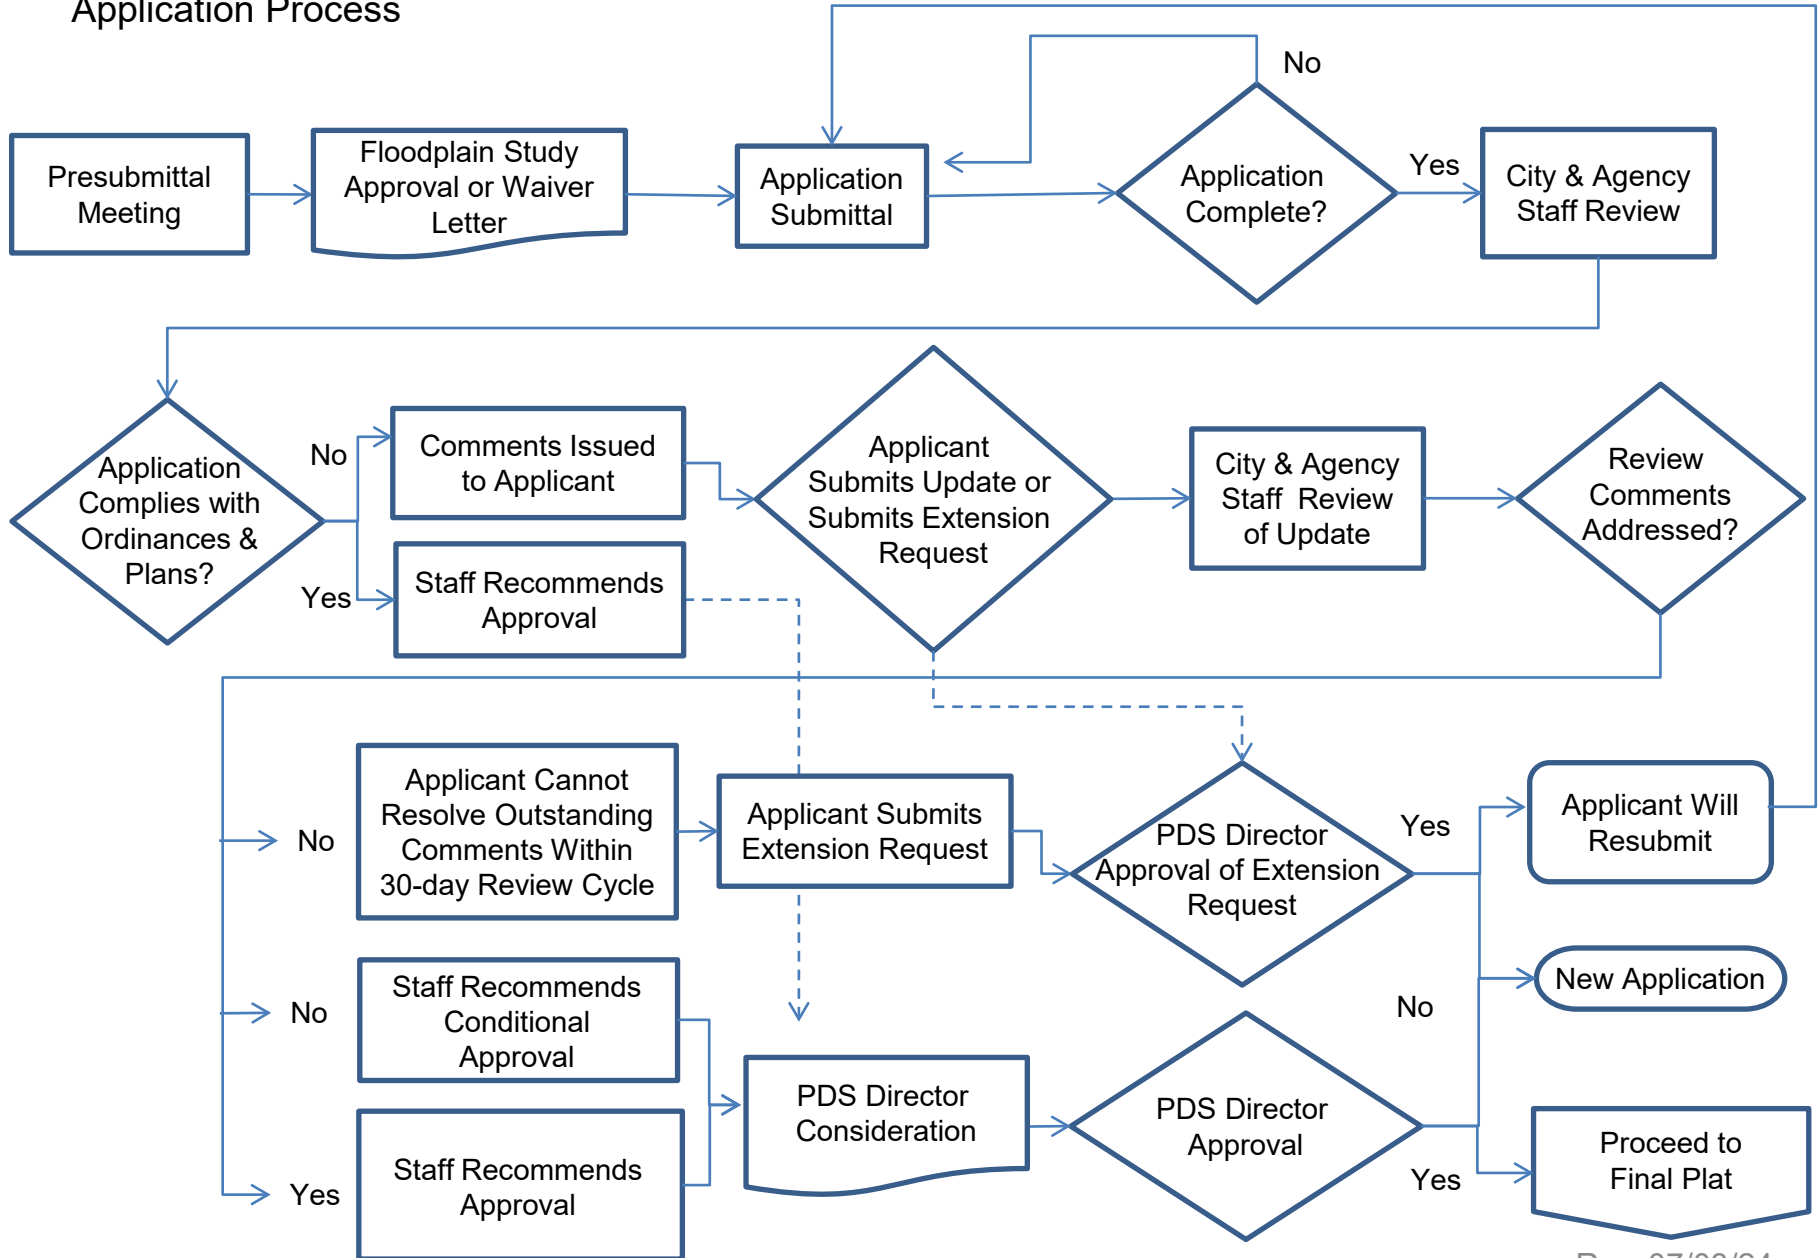 Application Process
No
Presubmittal
Meeting
Floodplain Study
Approval or Waiver
Letter
Application
Submittal
Application
Complete?
Yes
City & Agency
Staff Review
Application
Complies with
Ordinances &
Plans?
No
Yes
Comments Issued
to Applicant
Staff Recommends
Approval
Applicant
Submits Update or
Submits Extension
Request
City & Agency
Staff Review
of Update
Review
Comments
Addressed?
No
Applicant Cannot
Resolve Outstanding
Comments Within
30-day Review Cycle
Applicant Submits
Extension Request
PDS Director
Approval of Extension
Request
Yes
Applicant Will
Resubmit
No
New Application
No
Staff Recommends
Conditional
Approval
Yes
Staff Recommends
Approval
PDS Director
Consideration
PDS Director
Approval
Yes
Proceed to
Final Plat